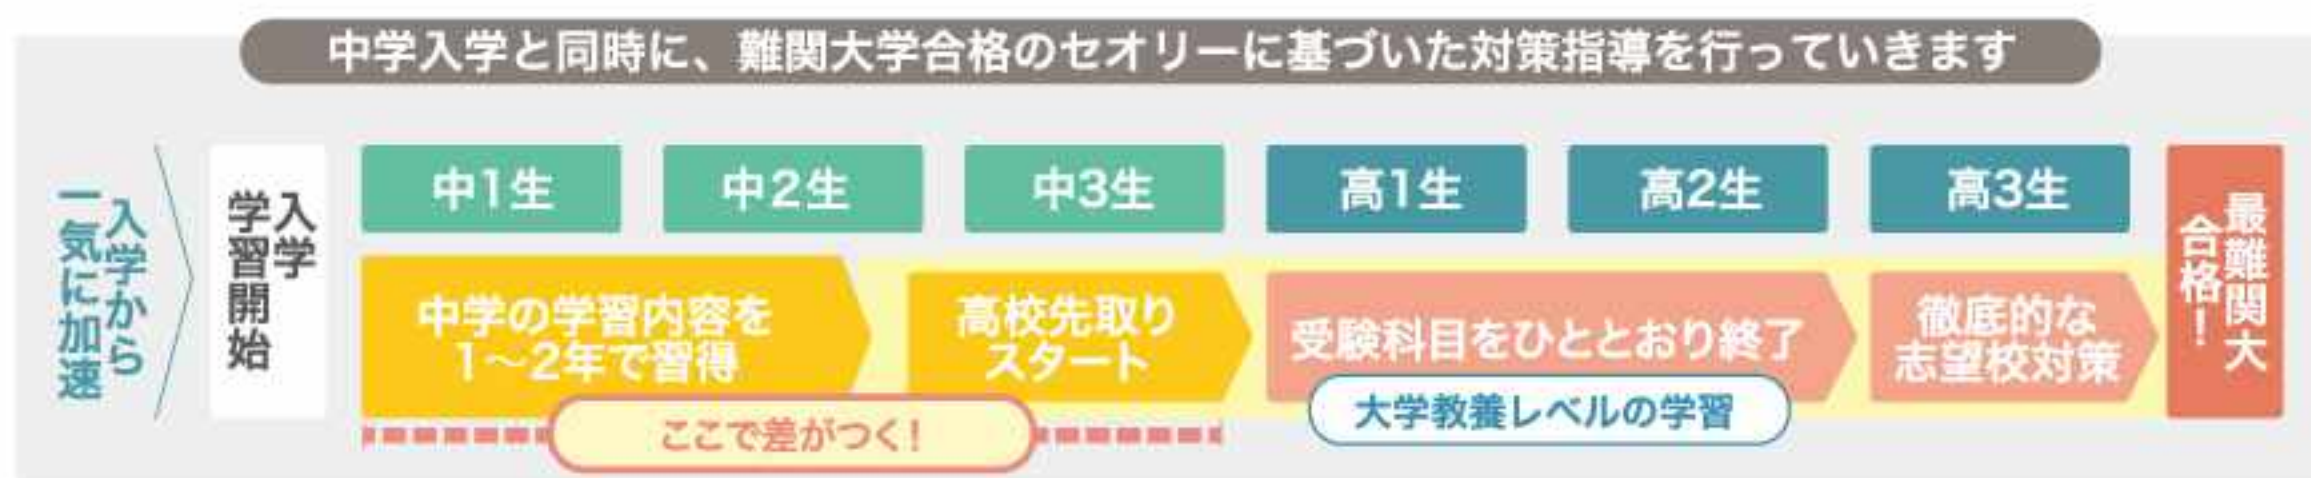 中学入学と同時に、難関大学合格のセオリーに基づいた対策指導を行っていきます
入学から
一気に加速
入学
学習開始
中1生
中2生
中3生
高1生
高2生
高3生
中学の学習内容を
1～2年で習得
高校先取り
スタート
受験科目をひととおり終了
徹底的な
志望校対策
ここで差がつく!
大学教養レベルの学習
最難関大
合格!